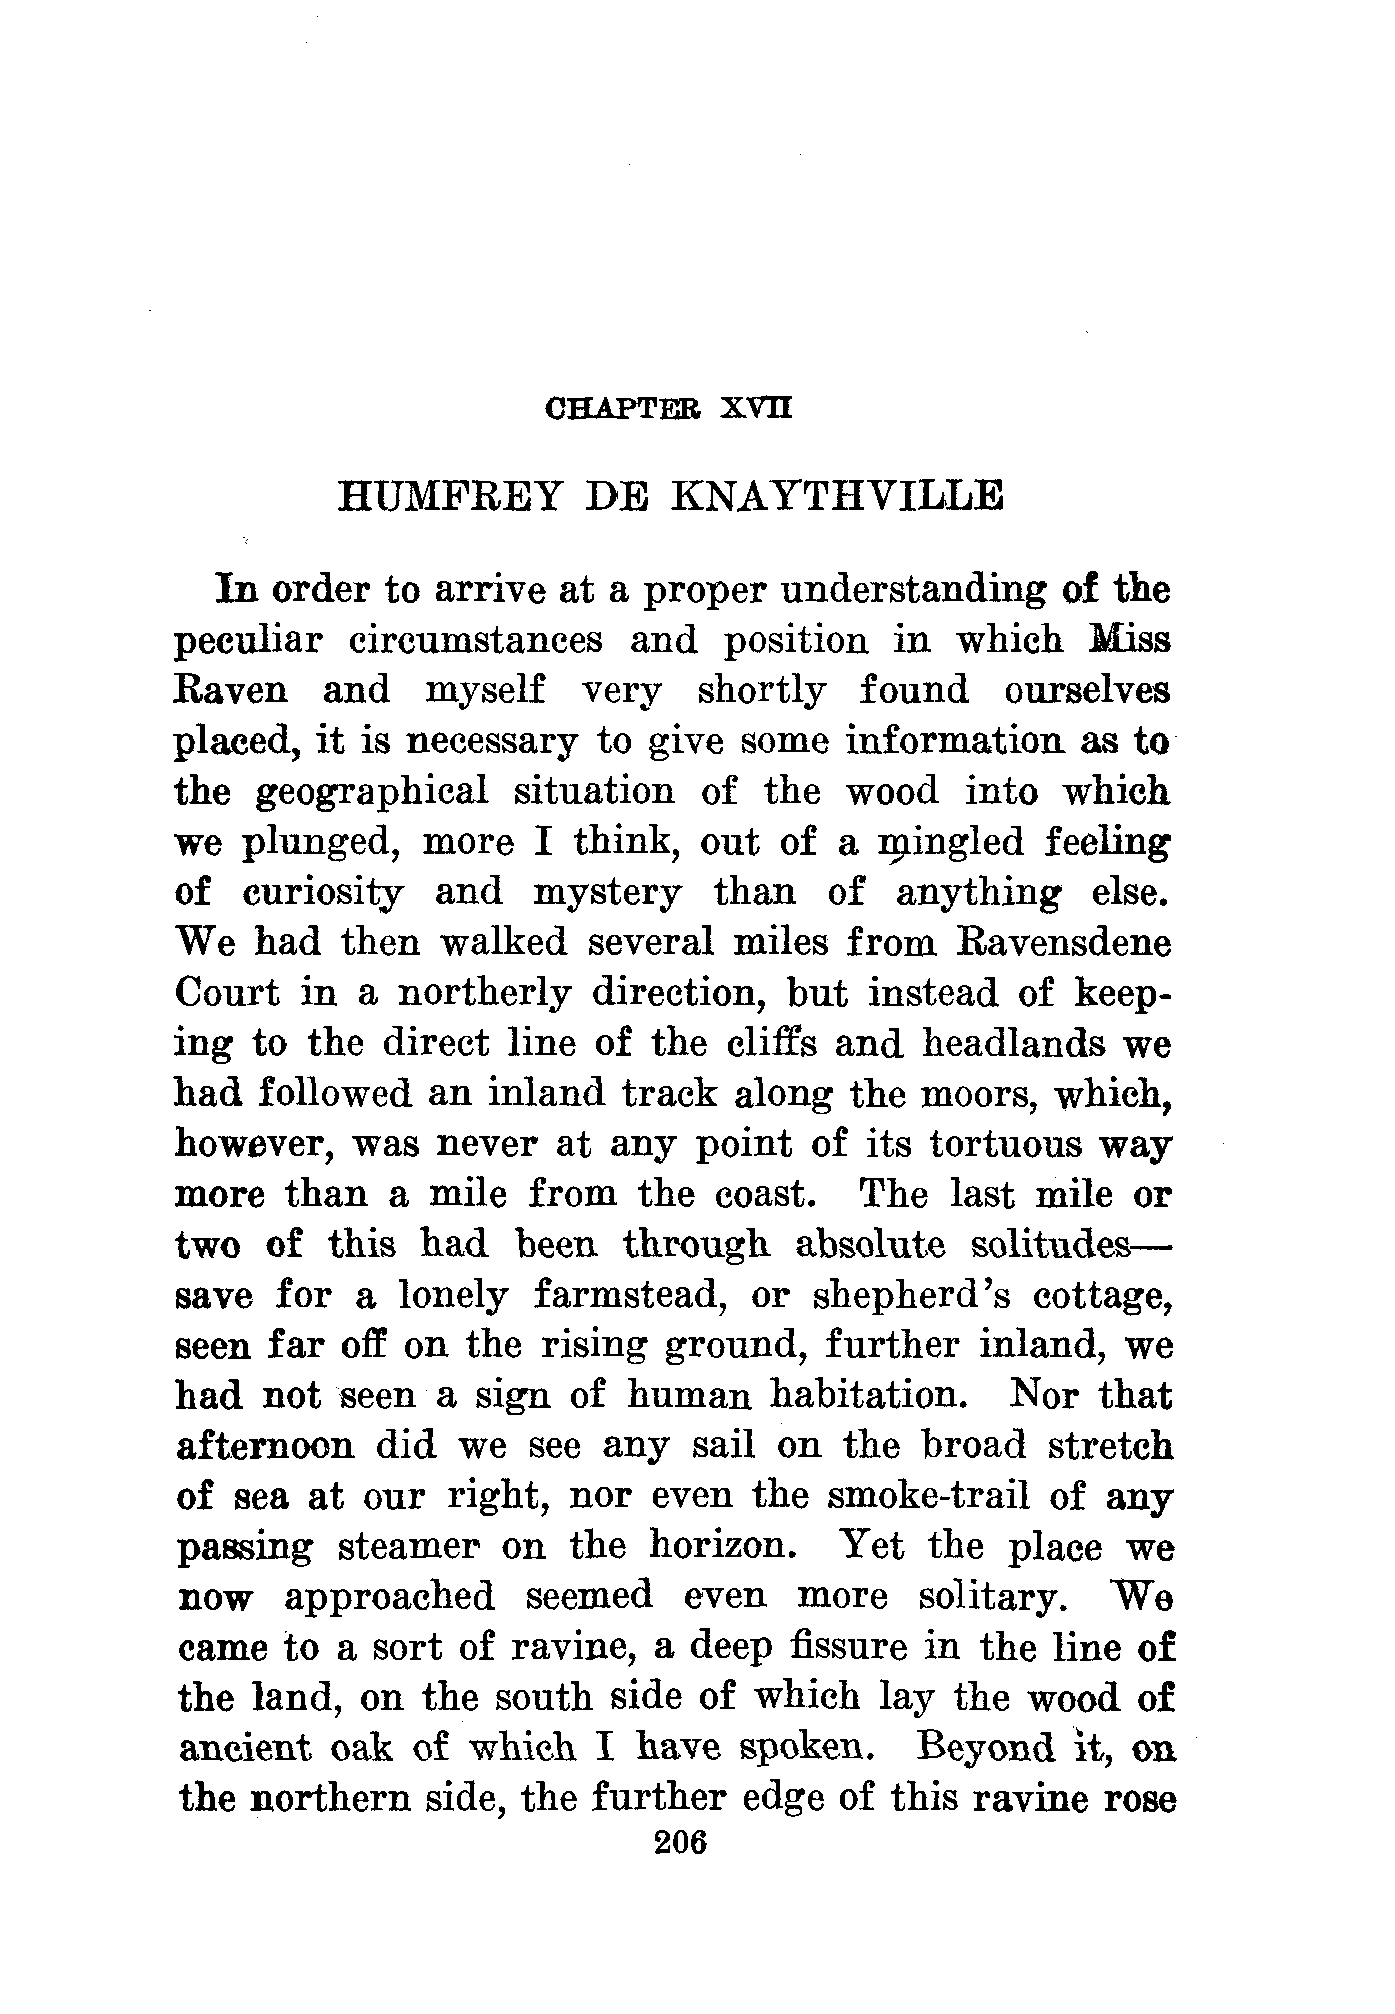 CHAPTER XVII
HUMFREY DE KNAYTHVILLE
In order to arrive at a proper understanding of the
peculiar circumstances and position in which Miss
Raven and myself very shortly found ourselves
placed, it is necessary to give some information as to
the geographical situation of the wood into which
we plunged, more I think, out of a mingled feeling
of curiosity and mystery than of anything else.
We had then walked several miles from Ravensdene
Court in a northerly direction, but instead of keep-
ing to the direct line of the cliffs and headlands we
had followed an inland track along the moors, which,
however, was never at any point of its tortuous way
more than a mile from the coast. The last mile or
two of this had been through absolute solitudes—
save for a lonely farmstead, or shepherd's cottage,
seen far off on the rising ground, further inland, we
had not seen a sign of human habitation. Nor that
afternoon did we see any sail on the broad stretch
of sea at our right, nor even the smoke-trail of any
passing steamer on the horizon. Yet the place we
now approached seemed even more solitary. We
came to a sort of ravine, a deep fissure in the line of
the land, on the south side of which lay the wood of
ancient oak of which I have spoken. Beyond it, on
the northern side, the further edge of this ravine rose
206